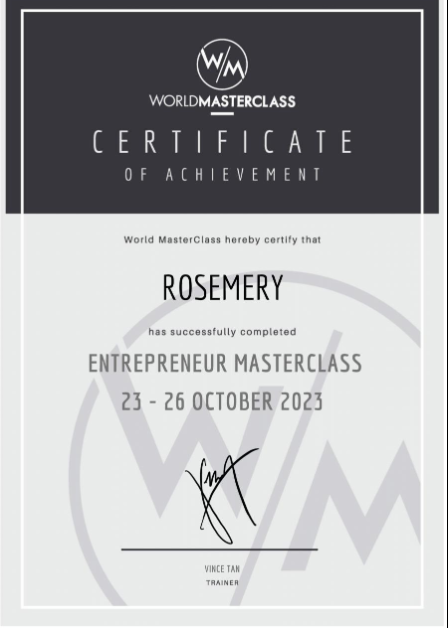 W/M
WORLDMASTERCLASS
CERTIFICATE
OF ACHIEVEMENT
World MasterClass hereby certify that
ROSEMERY
has successfully completed
ENTREPRENEUR MASTERCLASS
23 - 26 OCTOBER 2023
VINCE TAN
TRAINER